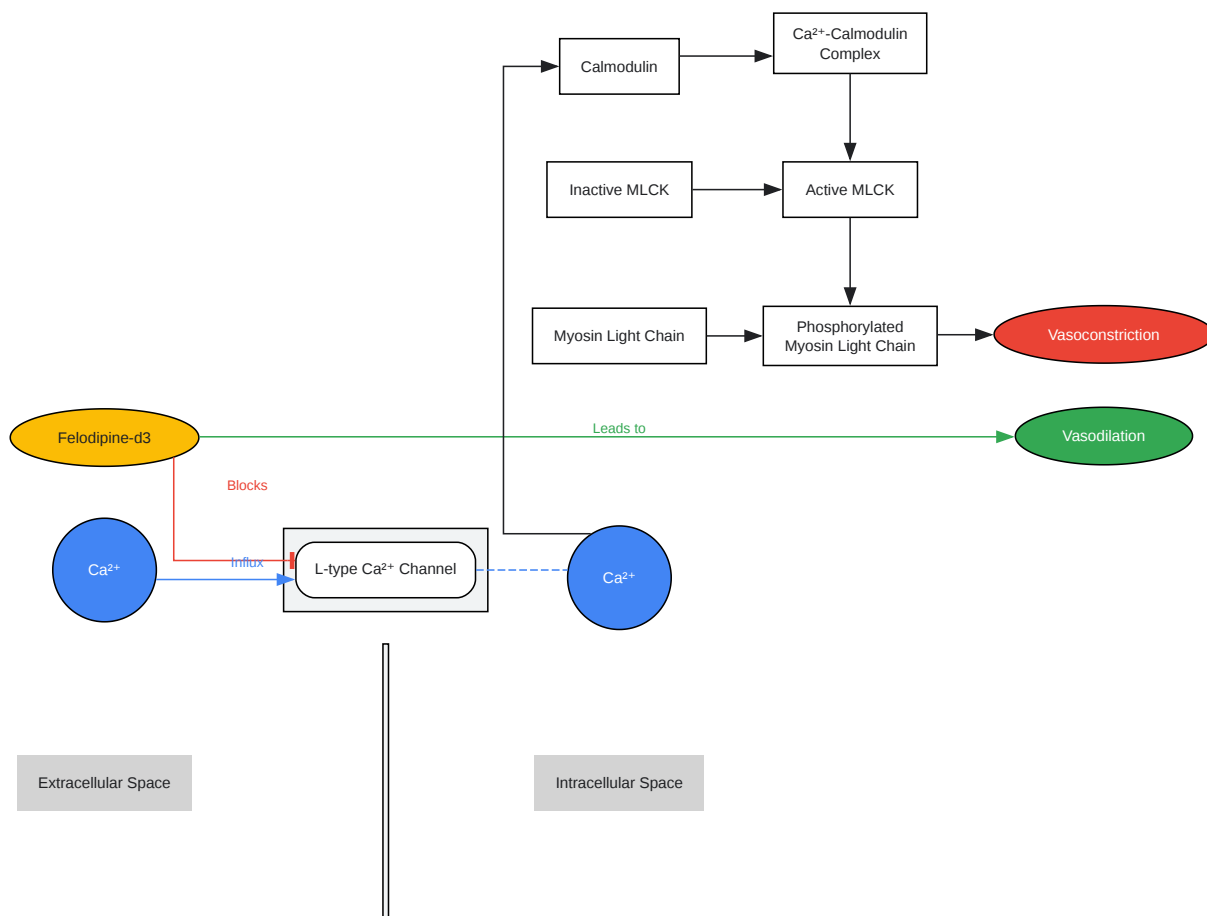 Ca²⁺-Calmodulin
Complex
Calmodulin
Inactive MLCK
Active MLCK
Myosin Light Chain
Phosphorylated
Myosin Light Chain
Vasoconstriction
Felodipine-d3
Leads to
Vasodilation
Blocks
Ca²⁺
Influx
L-type Ca²⁺ Channel
Ca²⁺
Extracellular Space
Intracellular Space